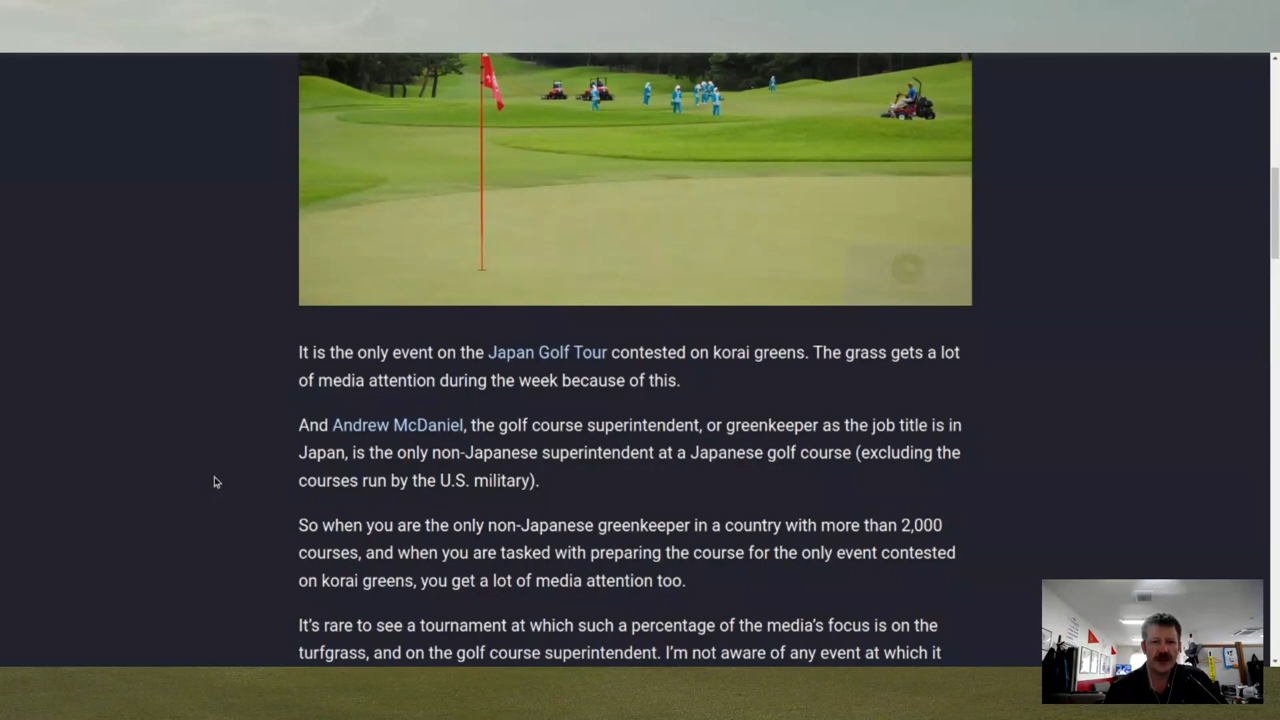 It is the only event on the Japan Golf Tour contested on korai greens. The grass gets a lot
of media attention during the week because of this.
And Andrew McDaniel, the golf course superintendent, or greenkeeper as the job title is in
Japan, is the only non-Japanese superintendent at a Japanese golf course (excluding the
courses run by the U.S. military).
So when you are the only non-Japanese greenkeeper in a country with more than 2,000
courses, and when you are tasked with preparing the course for the only event contested
on korai greens, you get a lot of media attention too.
It's rare to see a tournament at which such a percentage of the media's focus is on the
turfgrass, and on the golf course superintendent. I'm not aware of any event at which it